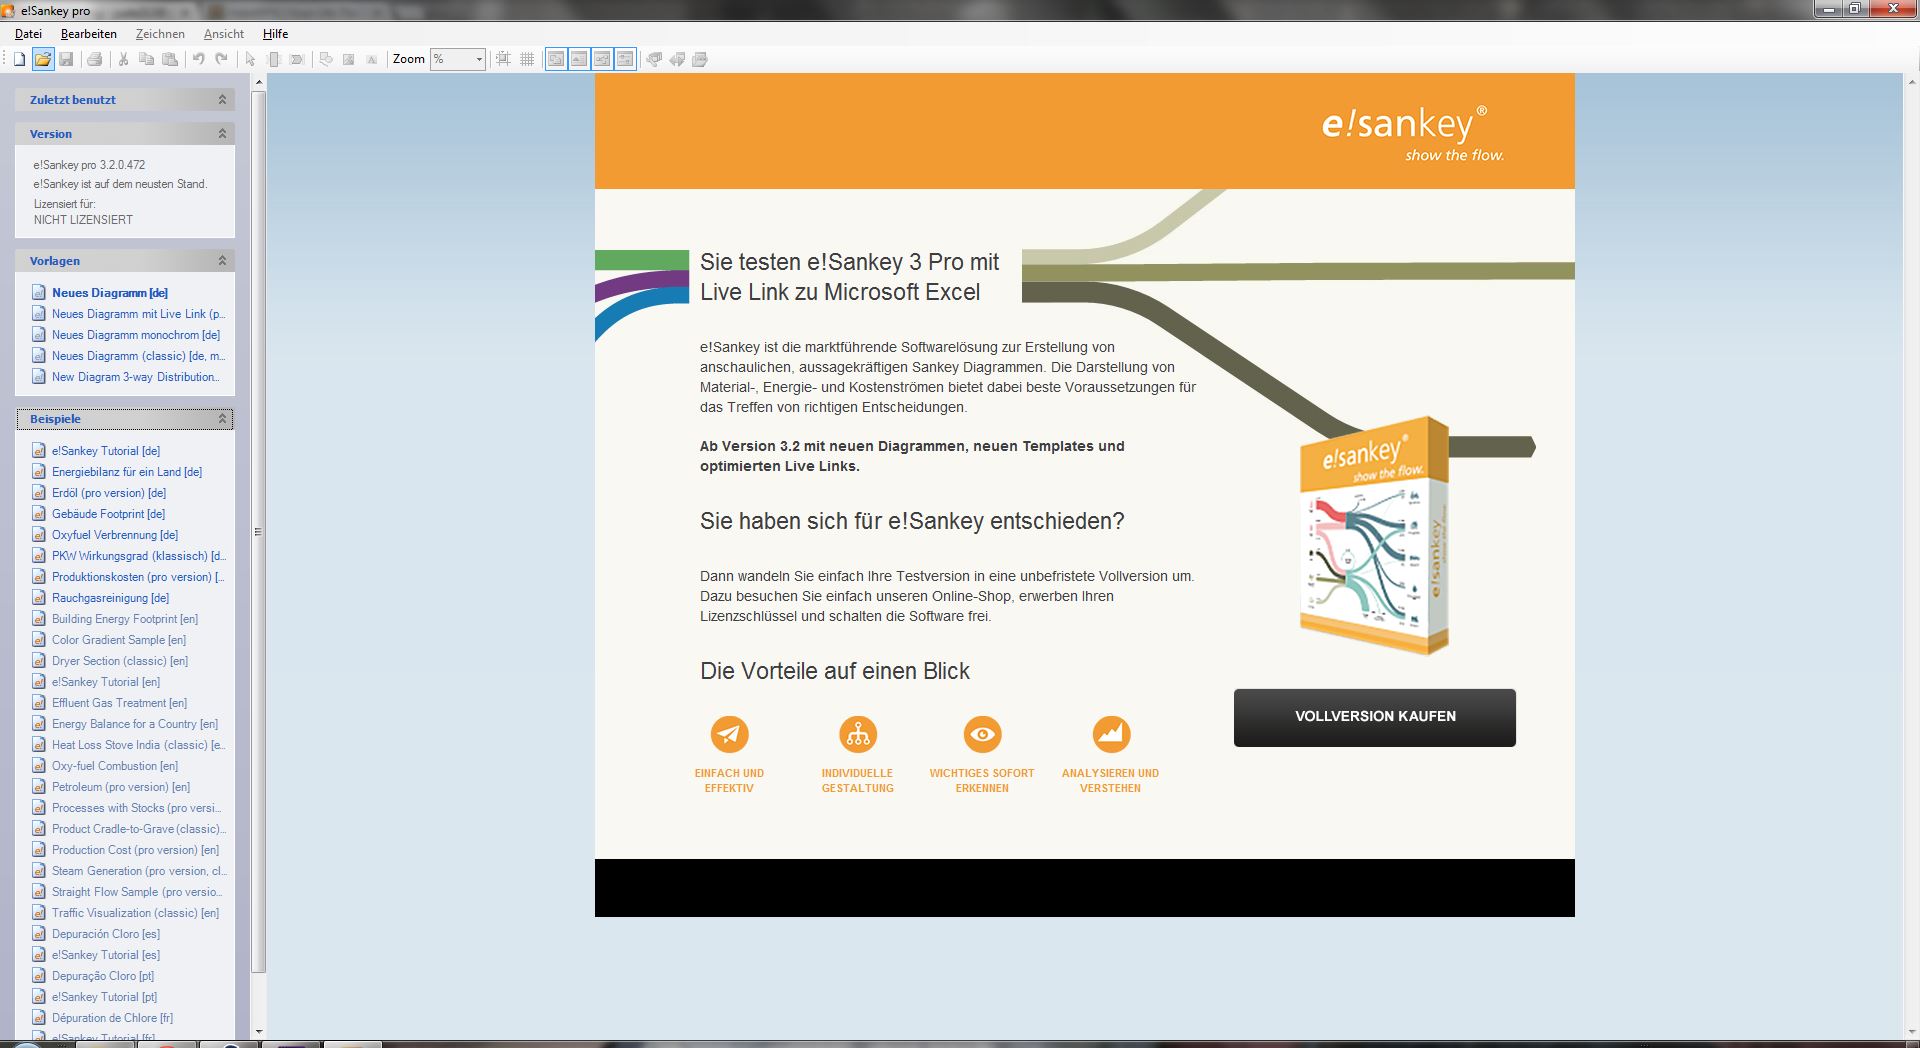 e!Sankey pro
Datei Bearbeiten Zeichnen Ansicht Hilfe
Zoom %
Zuletzt benutzt
Version
e!Sankey pro 3.2.0.472
e!Sankey ist auf dem neusten Stand.
Lizensiert für:
NICHT LIZENSIERT
Vorlagen
Neues Diagramm [de]
Neues Diagramm mit Live Link (p...
Neues Diagramm monochrom [de]
Neues Diagramm (classic) [de, m...
New Diagram 3-way Distribution...
Beispiele
e!Sankey Tutorial [de]
Energiebilanz für ein Land [de]
Erdöl (pro version) [de]
Gebäude Footprint [de]
Oxyfuel Verbrennung [de]
PKW Wirkungsgrad (klassisch) [d...
Produktionskosten (pro version) [...
Rauchgasreinigung [de]
Building Energy Footprint [en]
Color Gradient Sample [en]
Dryer Section (classic) [en]
e!Sankey Tutorial [en]
Effluent Gas Treatment [en]
Energy Balance for a Country [en]
Heat Loss Stove India (classic) [e...
Oxy-fuel Combustion [en]
Petroleum (pro version) [en]
Processes with Stocks (pro versi...
Product Cradle-to-Grave (classic)...
Production Cost (pro version) [en]
Steam Generation (pro version, cl...
Straight Flow Sample (pro versio...
Traffic Visualization (classic) [en]
Depuración Cloro [es]
e!Sankey Tutorial [es]
Depuração Cloro [pt]
e!Sankey Tutorial [pt]
Dépuration de Chlore [fr]
e!Sankey Tutorial [fr]
e!sankey®
show the flow.
Sie testen e!Sankey 3 Pro mit
Live Link zu Microsoft Excel
e!Sankey ist die marktführende Softwarelösung zur Erstellung von
anschaulichen, aussagekräftigen Sankey Diagrammen. Die Darstellung von
Material-, Energie- und Kostenströmen bietet dabei beste Voraussetzungen für
das Treffen von richtigen Entscheidungen.
Ab Version 3.2 mit neuen Diagrammen, neuen Templates und
optimierten Live Links.
Sie haben sich für e!Sankey entschieden?
Dann wandeln Sie einfach Ihre Testversion in eine unbefristete Vollversion um.
Dazu besuchen Sie einfach unseren Online-Shop, erwerben Ihren
Lizenzschlüssel und schalten die Software frei.
Die Vorteile auf einen Blick
EINFACH UND
EFFEKTIV
INDIVIDUELLE
GESTALTUNG
WICHTIGES SOFORT
ERKENNEN
ANALYSIEREN UND
VERSTEHEN
e!sankey®
show the flow.
e!sankey
VOLLVERSION KAUFEN